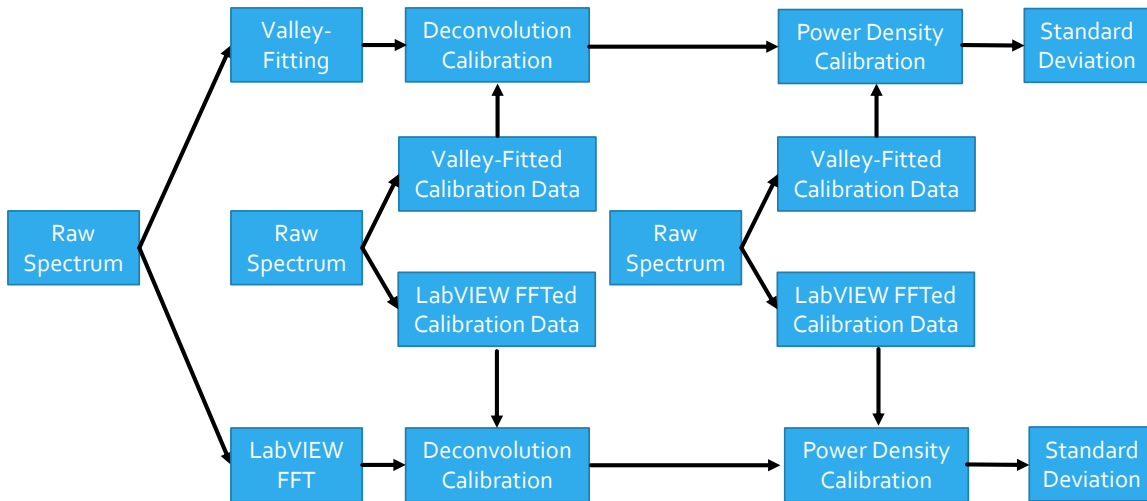 Valley-
Fitting
Deconvolution
Calibration
Power Density
Calibration
Standard
Deviation
Valley-Fitted
Calibration Data
Valley-Fitted
Calibration Data
Raw
Spectrum
Raw
Spectrum
Raw
Spectrum
LabVIEW FFTed
Calibration Data
LabVIEW FFTed
Calibration Data
LabVIEW
FFT
Deconvolution
Calibration
Power Density
Calibration
Standard
Deviation